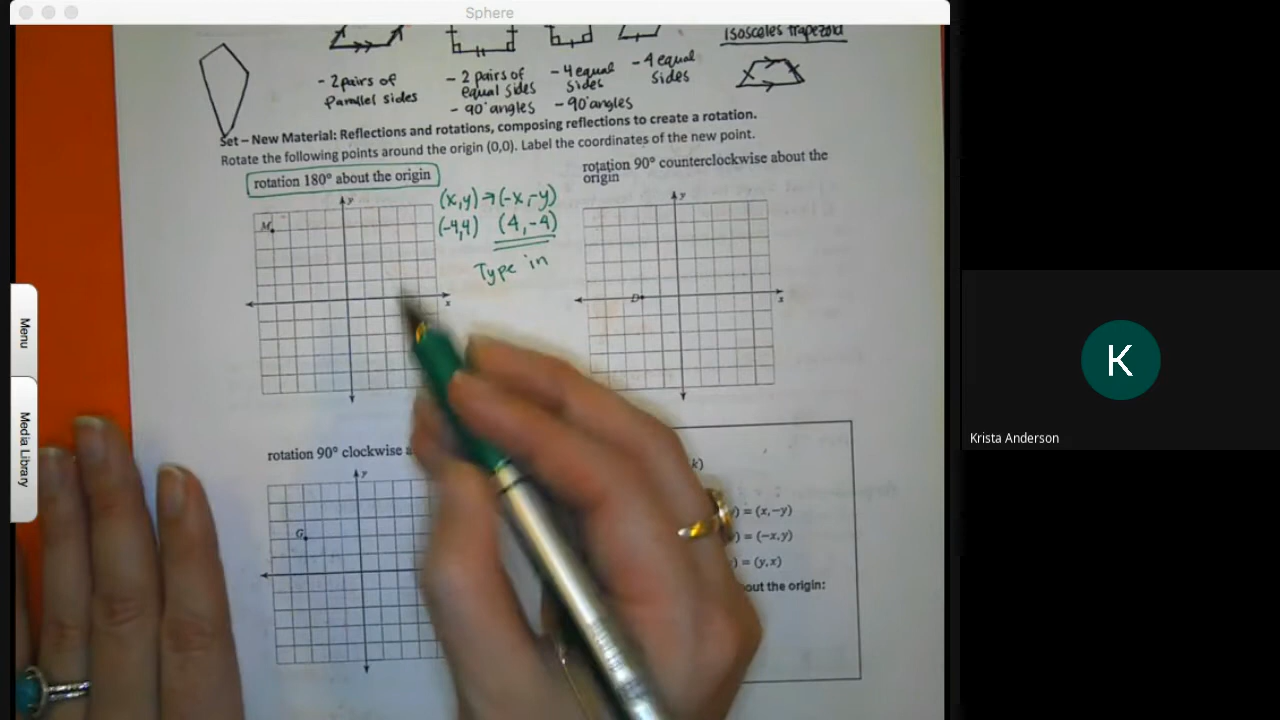 Sphere
Isosceles trapezoid
- 2 pairs of
Parallel sides
- 2 pairs of
equal sides
- 90° angles
- 4 equal
sides
- 90° angles
- 4 equal
sides
Set – New Material: Reflections and rotations, composing reflections to create a rotation.
Rotate the following points around the origin (0,0). Label the coordinates of the new point.
rotation 180° about the origin
(x,y) → (-x,-y)
(-4,4) (4,-4)
Type in
y
M
x
rotation 90° counterclockwise about the
origin
y
D
x
rotation 90° clockwise a
y
G
k)
) = (x,−y)
) = (−x,y)
) = (y,x)
out the origin:
Menu
Media Library
K
Krista Anderson